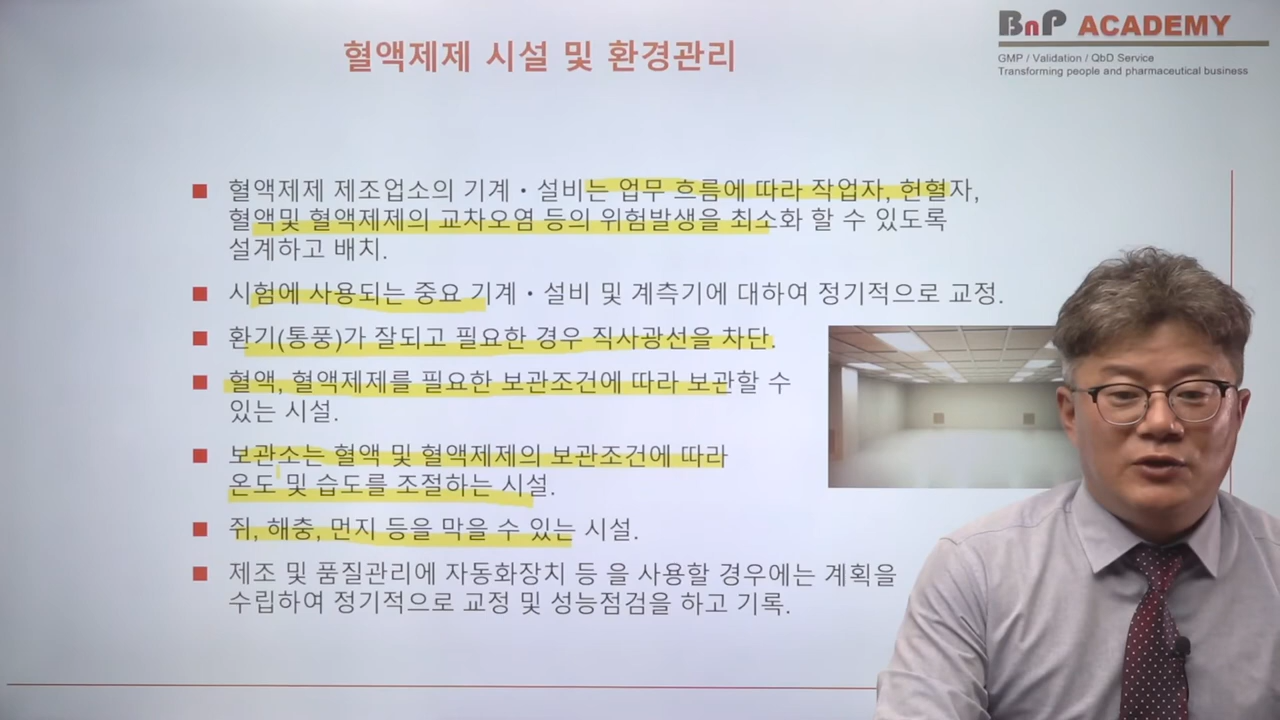 혈액제제 시설 및 환경관리
BnP ACADEMY
GMP / Validation / QbD Service
Transforming people and pharmaceutical business
■ 혈액제제 제조업소의 기계・설비는 업무 흐름에 따라 작업자, 헌혈자,
혈액및 혈액제제의 교차오염 등의 위험발생을 최소화 할 수 있도록
설계하고 배치.
■ 시험에 사용되는 중요 기계・설비 및 계측기에 대하여 정기적으로 교정.
■ 환기(통풍)가 잘되고 필요한 경우 직사광선을 차단.
■ 혈액, 혈액제제를 필요한 보관조건에 따라 보관할 수
있는 시설.
■ 보관소는 혈액 및 혈액제제의 보관조건에 따라
온도 및 습도를 조절하는 시설.
■ 쥐, 해충, 먼지 등을 막을 수 있는 시설.
■ 제조 및 품질관리에 자동화장치 등 을 사용할 경우에는 계획을
수립하여 정기적으로 교정 및 성능점검을 하고 기록.